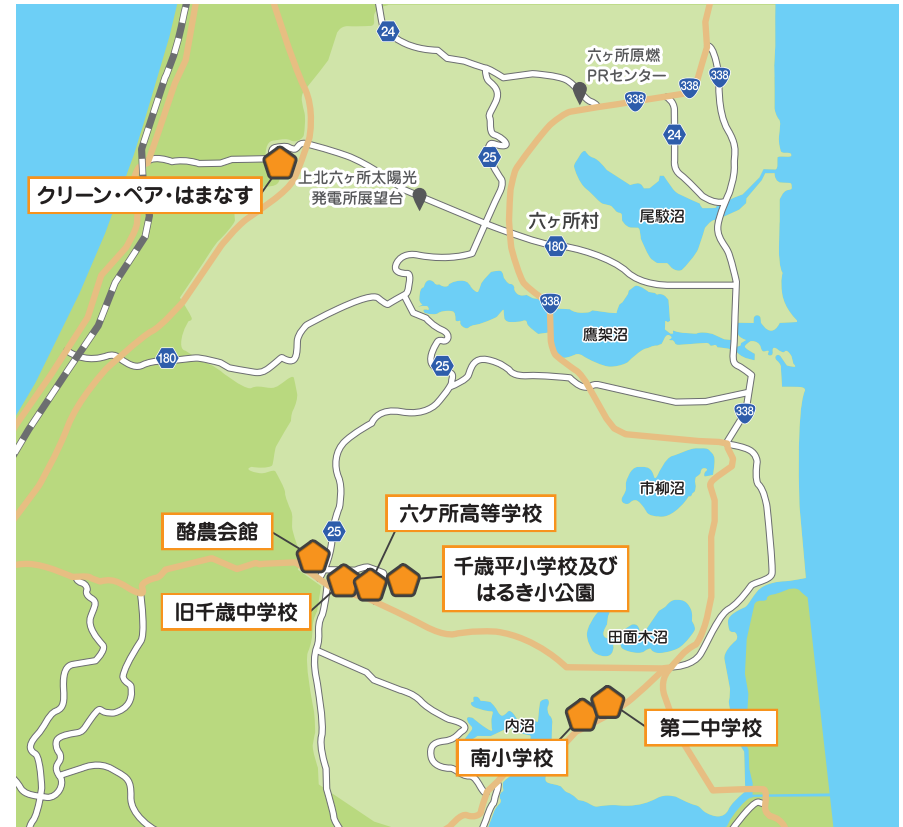 24
六ヶ所原燃
PRセンター
338
338
338
24
25
クリーン・ペア・はまなす
上北六ヶ所太陽光
発電所展望台
六ヶ所村
尾駮沼
180
338
鷹架沼
180
25
338
市柳沼
六ケ所高等学校
酪農会館
25
千歳平小学校及び
はるき小公園
旧千歳中学校
田面木沼
内沼
第二中学校
南小学校